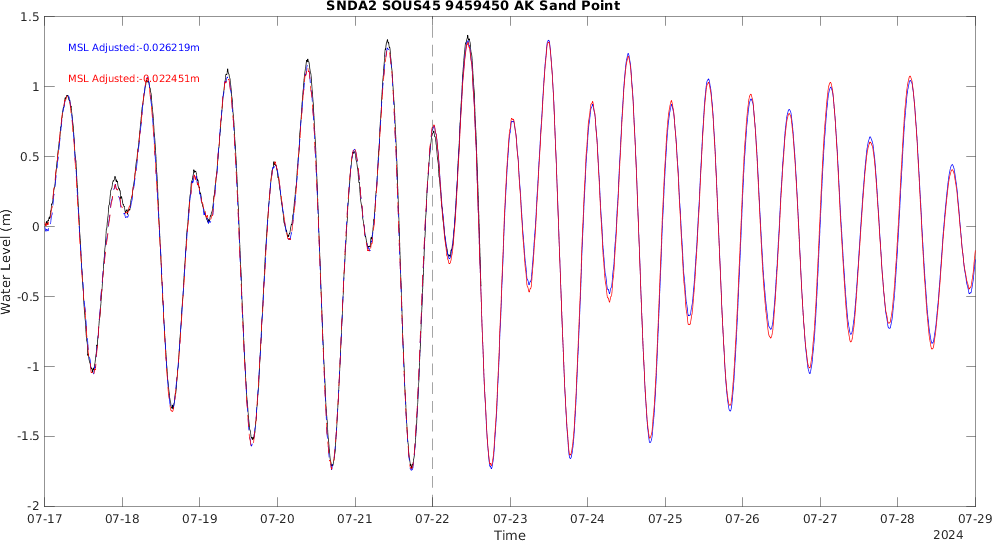 SNDA2 SOUS45 9459450 AK Sand Point
1.5
1
0.5
0
-0.5
-1
-1.5
-2
Water Level (m)
MSL Adjusted:-0.026219m
MSL Adjusted:-0.022451m
07-17 07-18 07-19 07-20 07-21 07-22 07-23 07-24 07-25 07-26 07-27 07-28 07-29
Time
2024